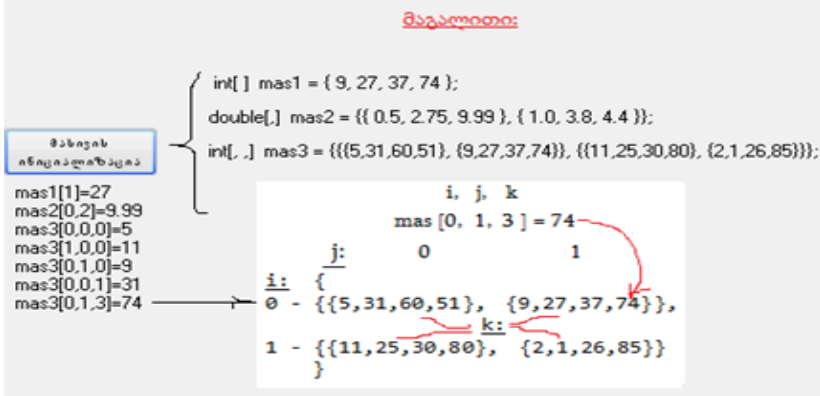 მაგალითი:
int[ ] mas1 = { 9, 27, 37, 74 };
double[,] mas2 = {{ 0.5, 2.75, 9.99 }, { 1.0, 3.8, 4.4 }};
int[, ,] mas3 = {{{5,31,60,51}, {9,27,37,74}}, {{11,25,30,80}, {2,1,26,85}}};
მასივის
ინიციალიზაცია
mas1[1]=27
mas2[0,2]=9.99
mas3[0,0,0]=5
mas3[1,0,0]=11
mas3[0,1,0]=9
mas3[0,0,1]=31
mas3[0,1,3]=74
i, j, k
mas [0, 1, 3 ] = 74
j: 0 1
i: {
0 - {{5,31,60,51}, {9,27,37,74}},
k:
1 - {{11,25,30,80}, {2,1,26,85}}
}